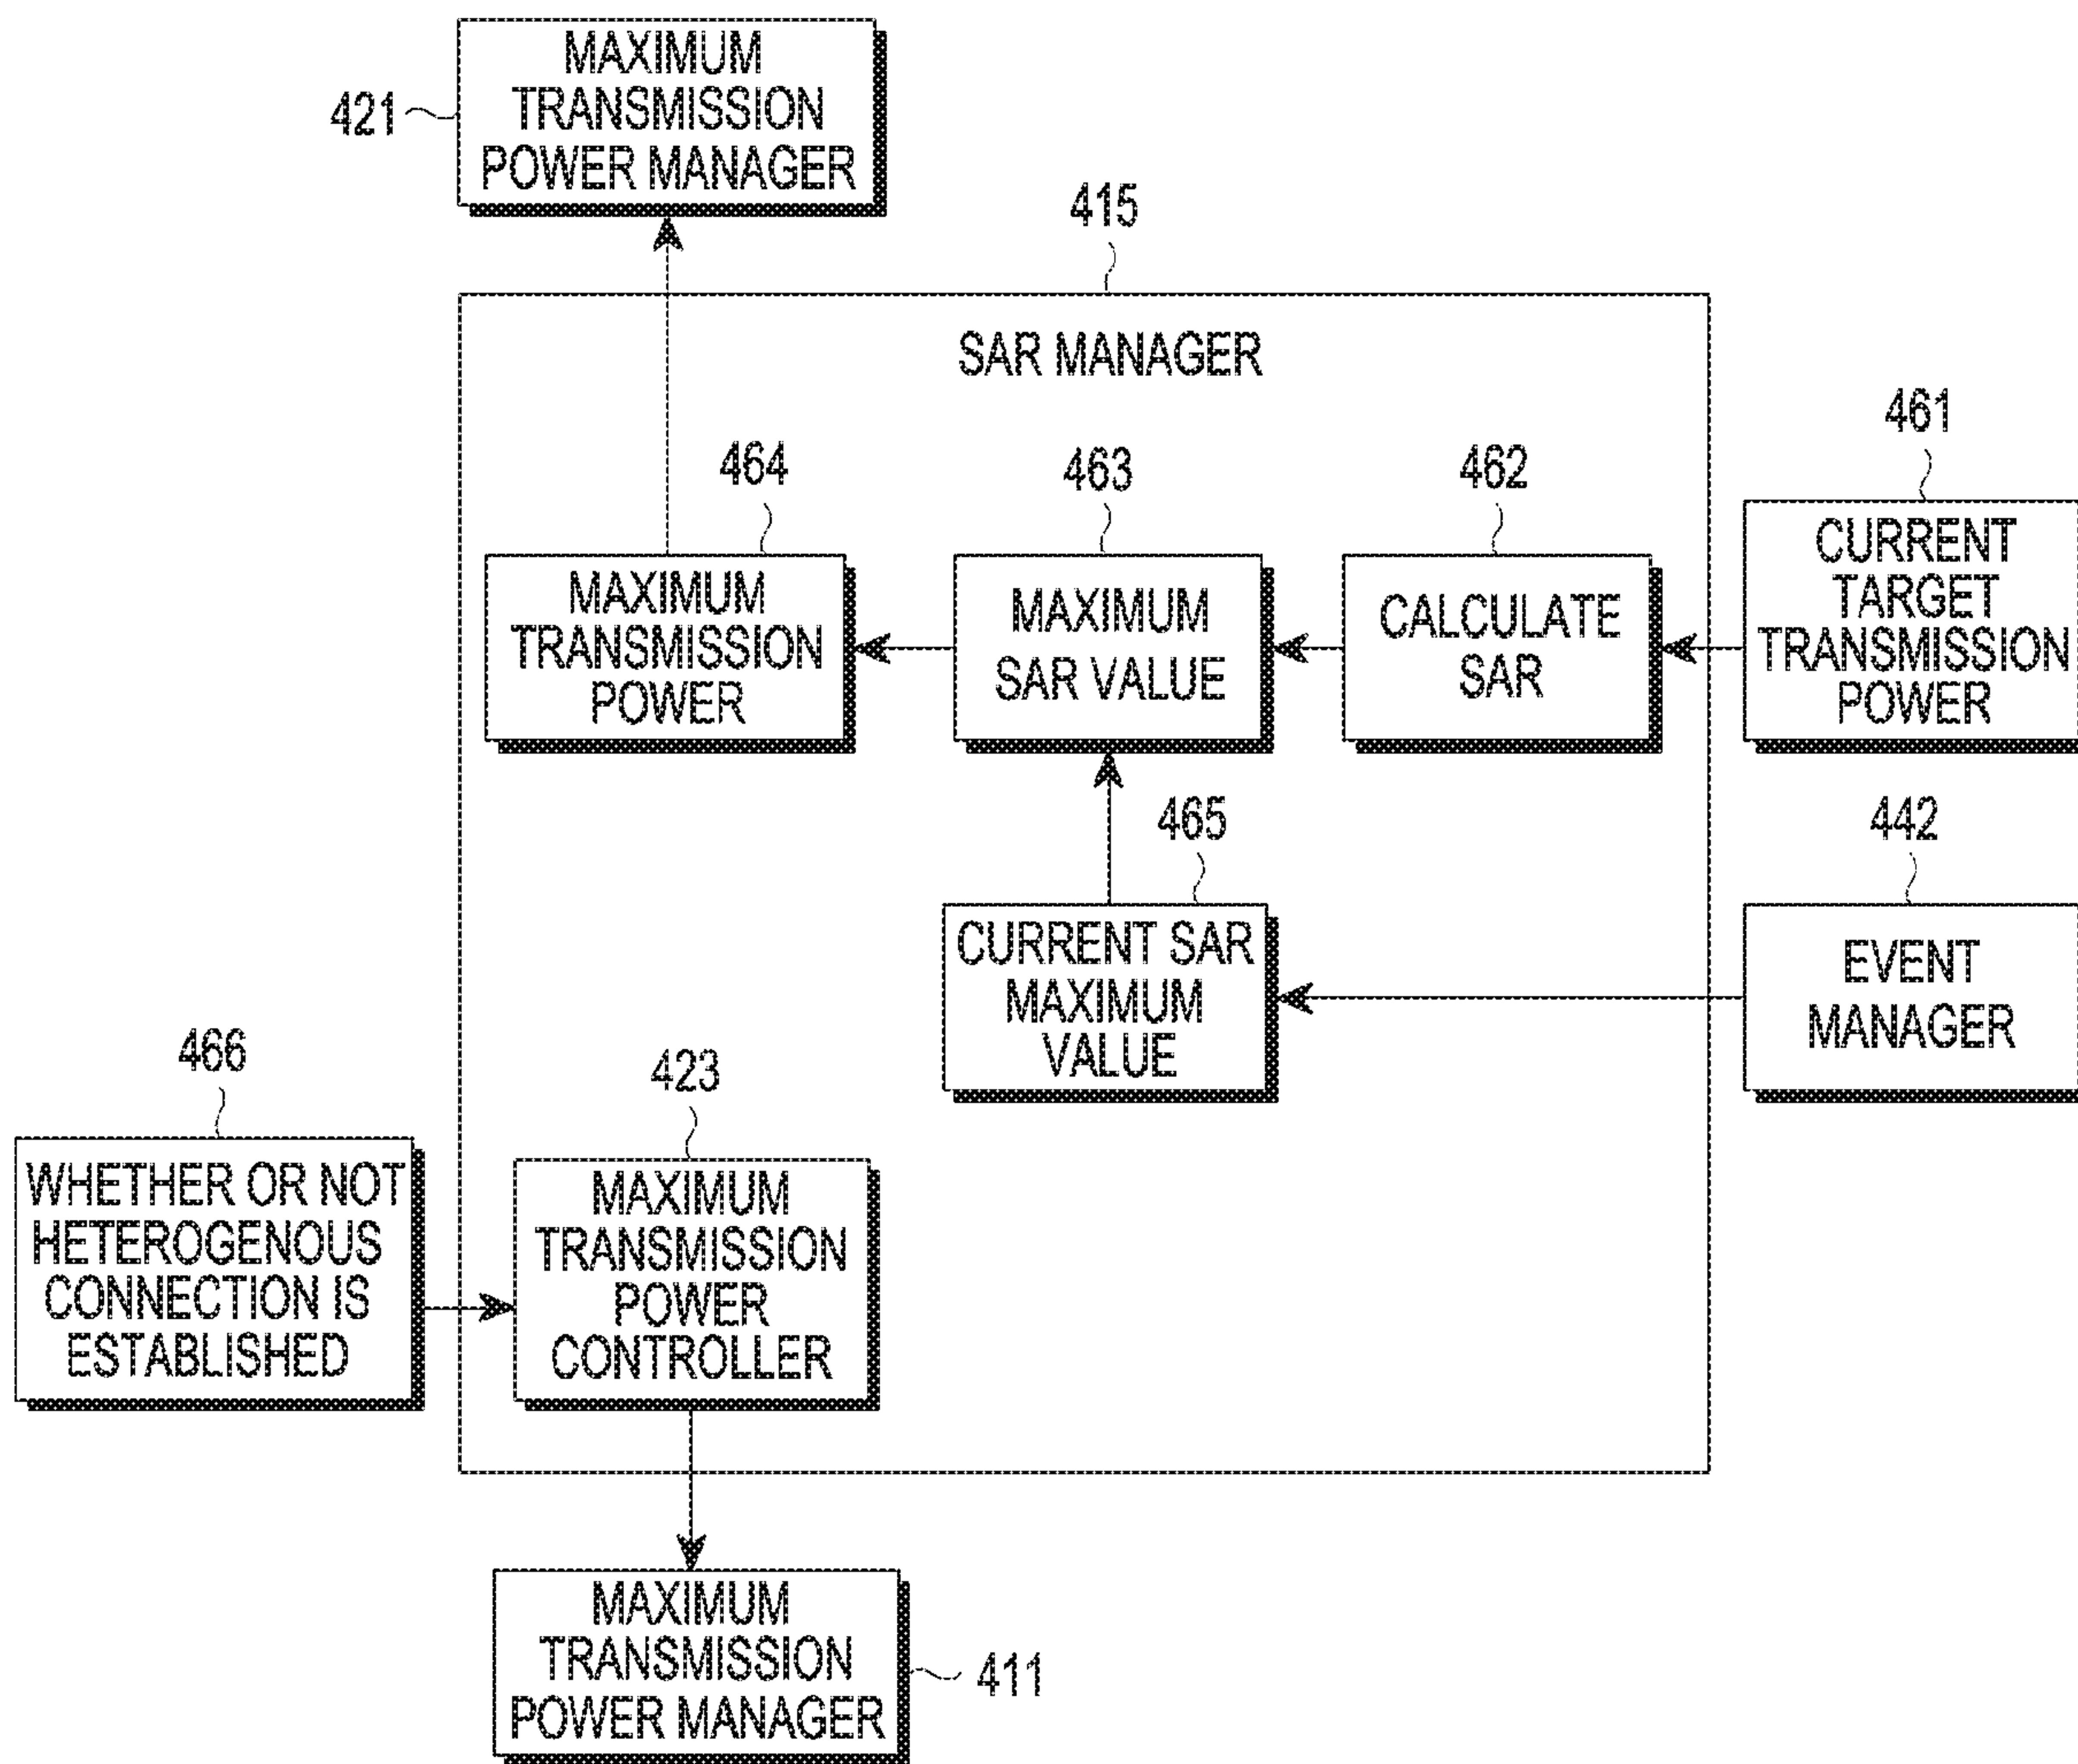 MAXIMUM
TRANSMISSION
POWER MANAGER
421
415
SAR MANAGER
464
463
462
461
MAXIMUM
TRANSMISSION
POWER
MAXIMUM
SAR VALUE
CALCULATE
SAR
CURRENT
TARGET
TRANSMISSION
POWER
465
442
CURRENT SAR
MAXIMUM
VALUE
EVENT
MANAGER
466
423
WHETHER OR NOT
HETEROGENOUS
CONNECTION IS
ESTABLISHED
MAXIMUM
TRANSMISSION
POWER
CONTROLLER
MAXIMUM
TRANSMISSION
POWER MANAGER
411